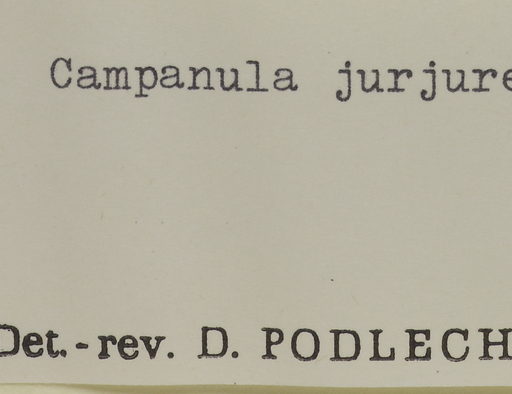 Campanula jurjure
Det.-rev. D. PODLECH